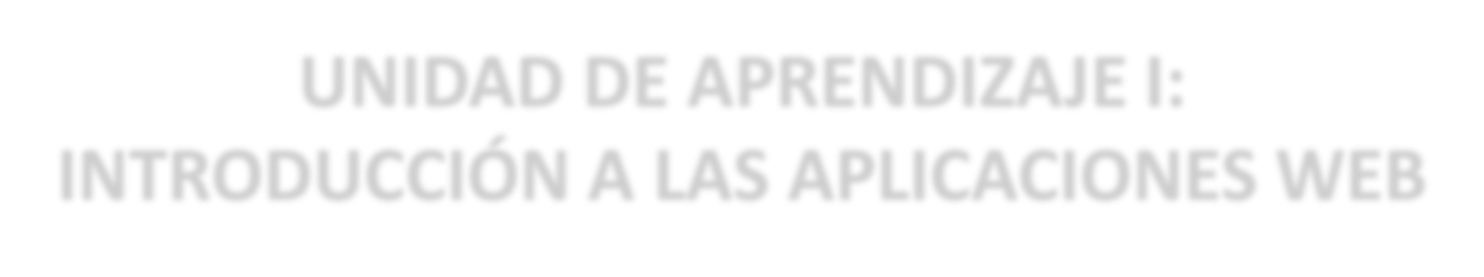 UNIDAD DE APRENDIZAJE I:
INTRODUCCIÓN A LAS APLICACIONES WEB